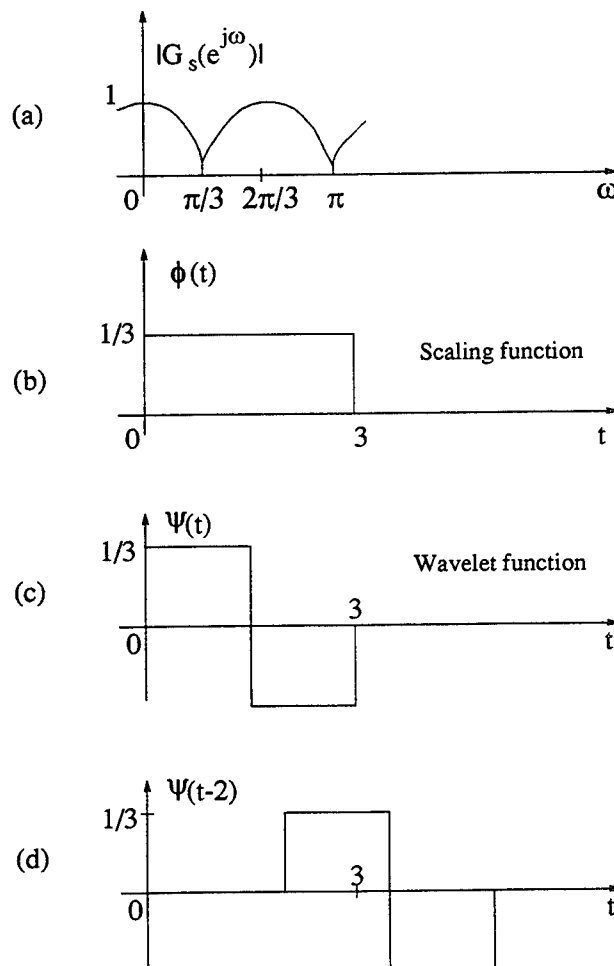 |G_s(e^{jω})|
1
(a)
0 π/3 2π/3 π ω
ϕ(t)
1/3
Scaling function
(b)
0 3 t
Ψ(t)
1/3
Wavelet function
(c)
3
0 t
Ψ(t-2)
1/3
(d)
3
0 t